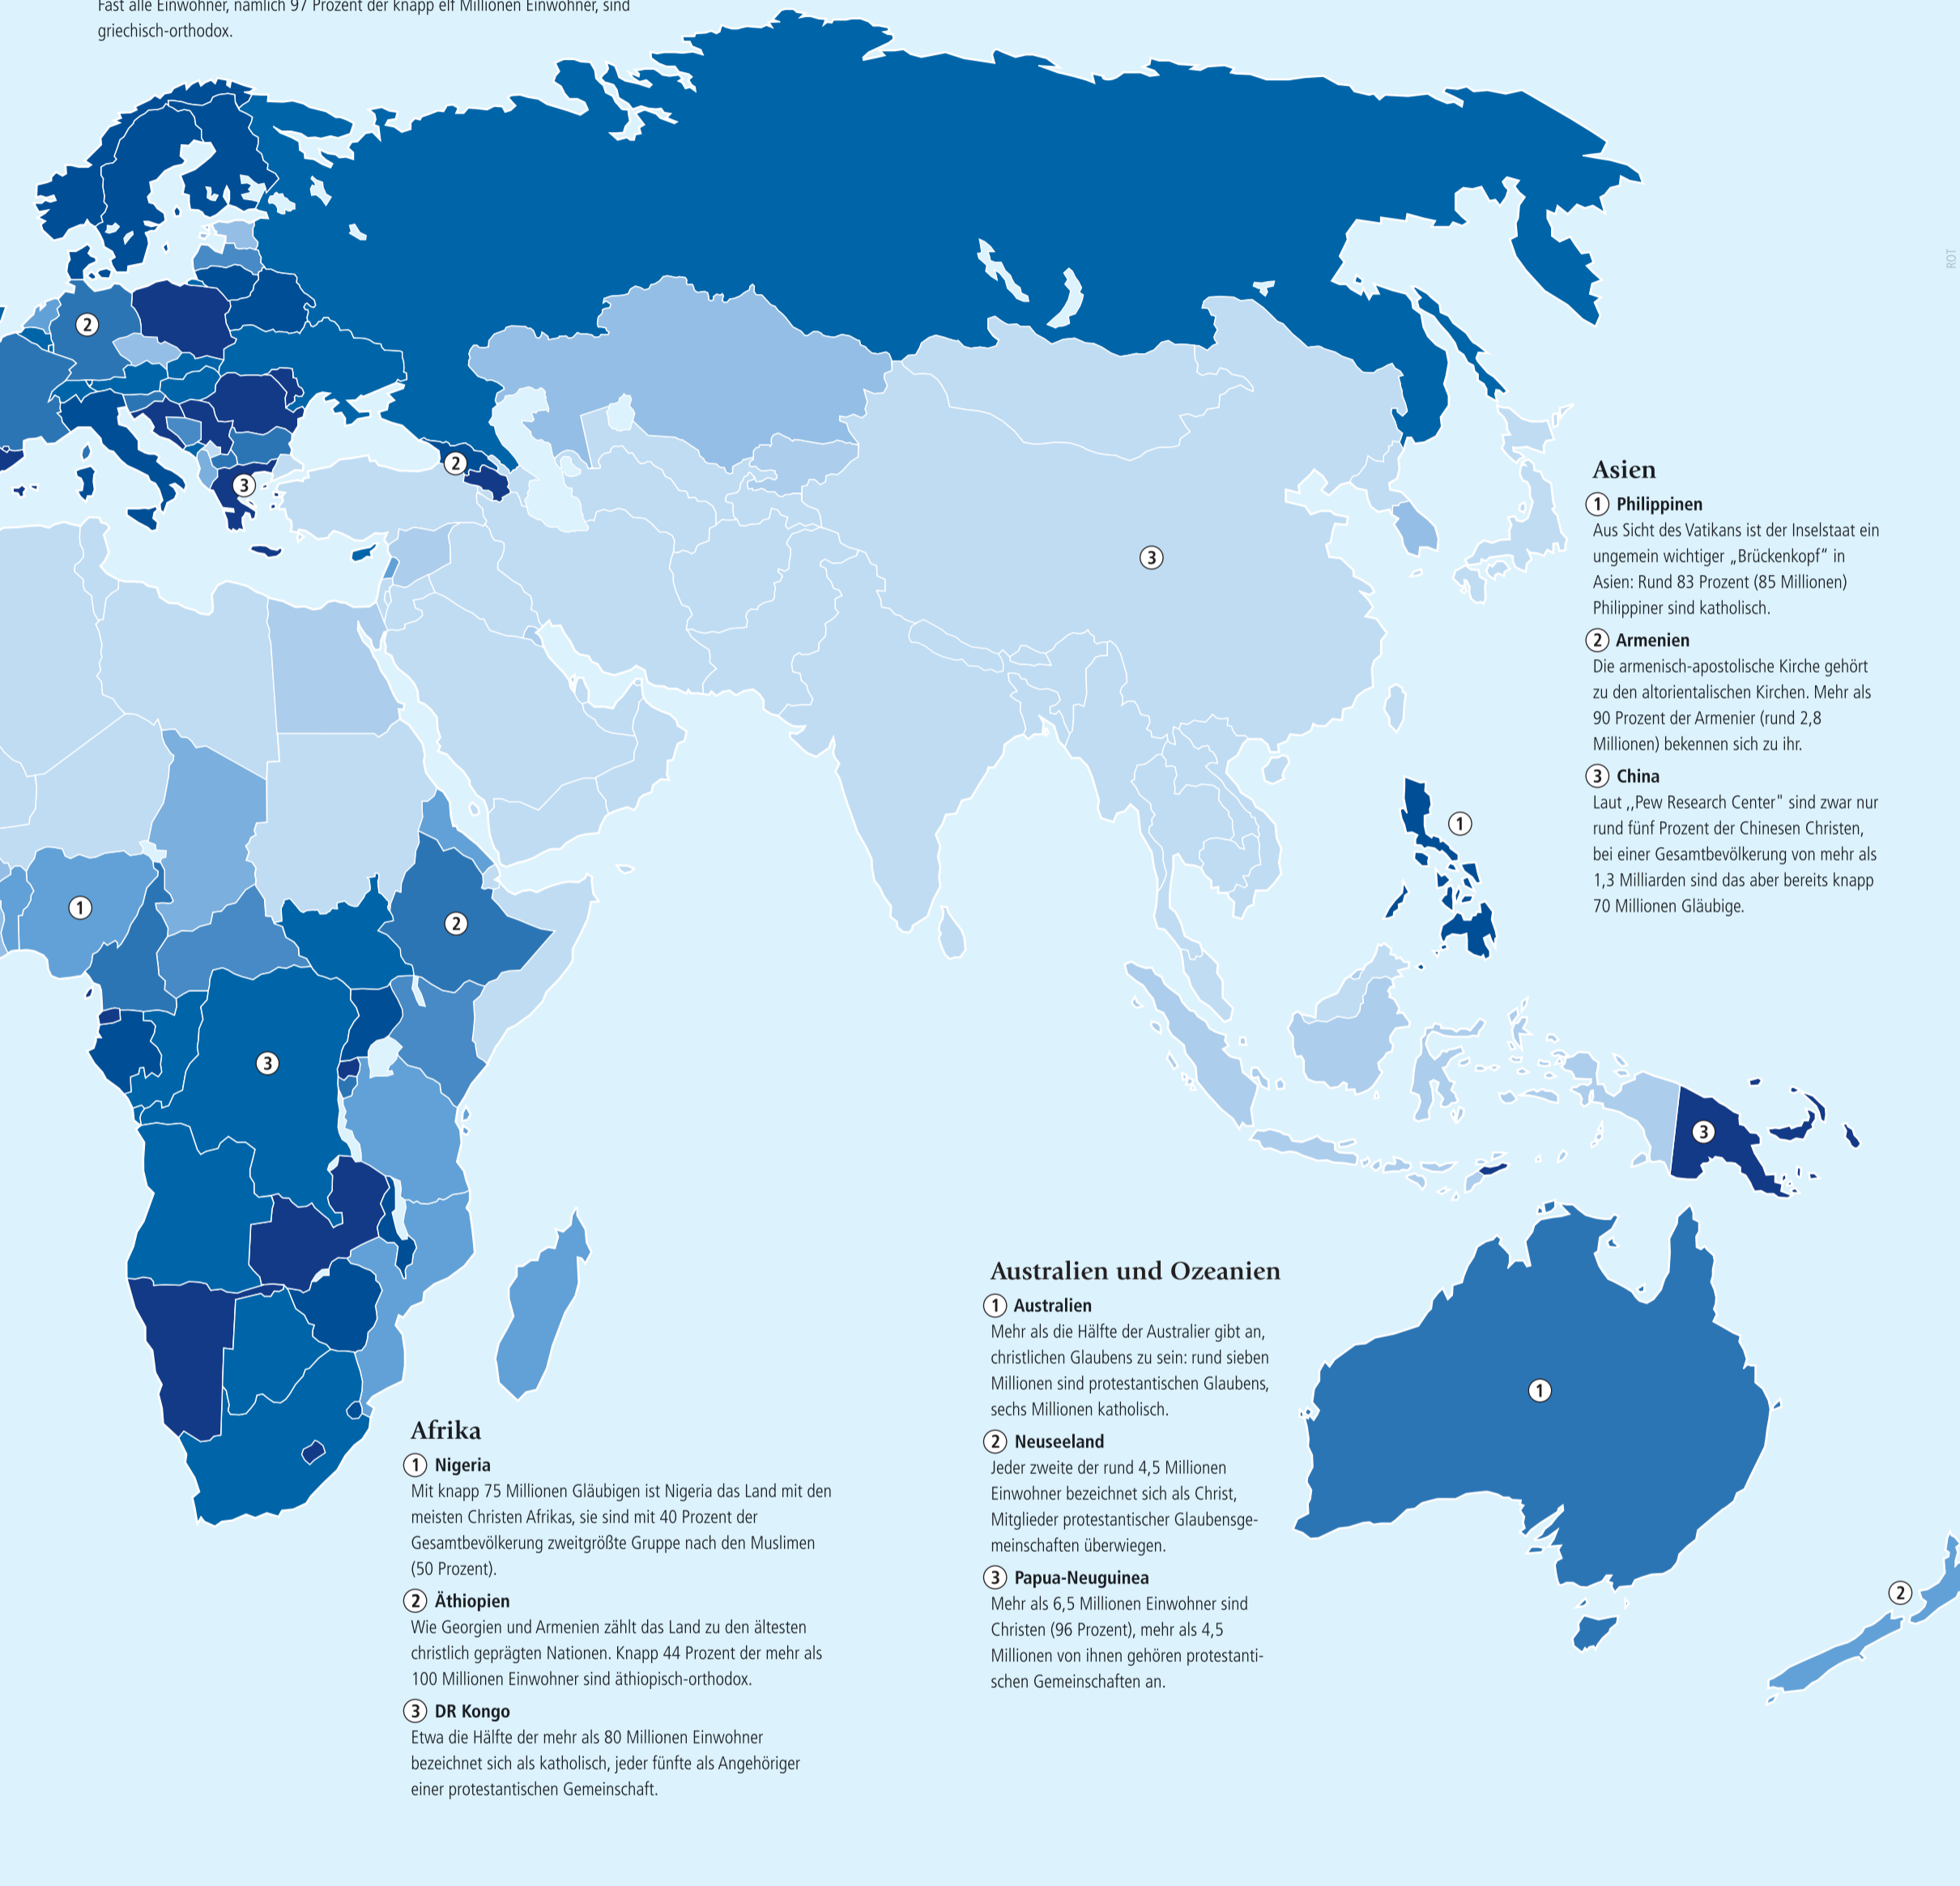 Fast alle Einwohner, nämlich 97 Prozent der knapp elf Millionen Einwohner, sind
griechisch-orthodox.
ROT
2
3
2
3
1
1
2
3
3
1
2
Asien
1 Philippinen
Aus Sicht des Vatikans ist der Inselstaat ein
ungemein wichtiger „Brückenkopf“ in
Asien: Rund 83 Prozent (85 Millionen)
Philippiner sind katholisch.
2 Armenien
Die armenisch-apostolische Kirche gehört
zu den altorientalischen Kirchen. Mehr als
90 Prozent der Armenier (rund 2,8
Millionen) bekennen sich zu ihr.
3 China
Laut ,,Pew Research Center" sind zwar nur
rund fünf Prozent der Chinesen Christen,
bei einer Gesamtbevölkerung von mehr als
1,3 Milliarden sind das aber bereits knapp
70 Millionen Gläubige.
Australien und Ozeanien
1 Australien
Mehr als die Hälfte der Australier gibt an,
christlichen Glaubens zu sein: rund sieben
Millionen sind protestantischen Glaubens,
sechs Millionen katholisch.
2 Neuseeland
Jeder zweite der rund 4,5 Millionen
Einwohner bezeichnet sich als Christ,
Mitglieder protestantischer Glaubensge-
meinschaften überwiegen.
3 Papua-Neuguinea
Mehr als 6,5 Millionen Einwohner sind
Christen (96 Prozent), mehr als 4,5
Millionen von ihnen gehören protestanti-
schen Gemeinschaften an.
Afrika
1 Nigeria
Mit knapp 75 Millionen Gläubigen ist Nigeria das Land mit den
meisten Christen Afrikas, sie sind mit 40 Prozent der
Gesamtbevölkerung zweitgrößte Gruppe nach den Muslimen
(50 Prozent).
2 Äthiopien
Wie Georgien und Armenien zählt das Land zu den ältesten
christlich geprägten Nationen. Knapp 44 Prozent der mehr als
100 Millionen Einwohner sind äthiopisch-orthodox.
3 DR Kongo
Etwa die Hälfte der mehr als 80 Millionen Einwohner
bezeichnet sich als katholisch, jeder fünfte als Angehöriger
einer protestantischen Gemeinschaft.